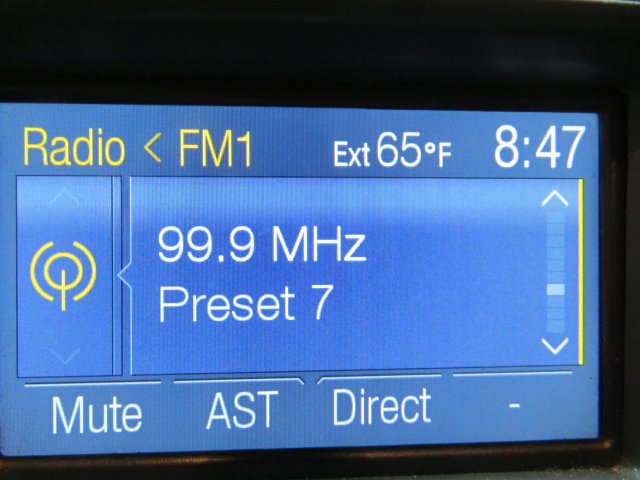 Radio < FM1 Ext 65°F 8:47
99.9 MHz
Preset 7
Mute AST Direct -